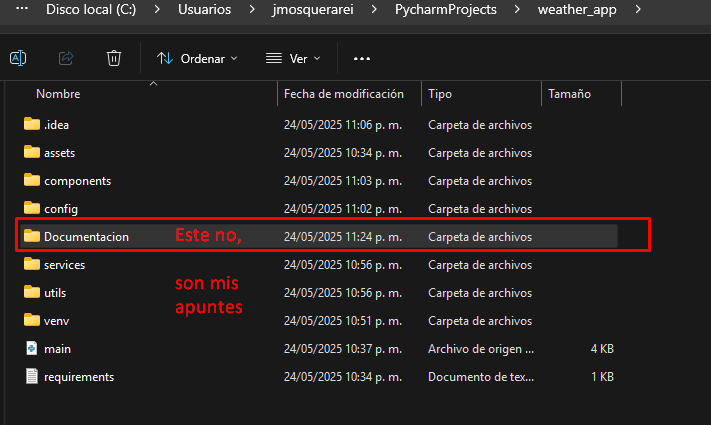 ··· Disco local (C:) > Usuarios > jmosquerarei > PycharmProjects > weather_app >
Ordenar Ver ···
Nombre Fecha de modificación Tipo Tamaño
.idea 24/05/2025 11:06 p. m. Carpeta de archivos
assets 24/05/2025 10:34 p. m. Carpeta de archivos
components 24/05/2025 11:03 p. m. Carpeta de archivos
config 24/05/2025 11:02 p. m. Carpeta de archivos
Documentacion Este no, 24/05/2025 11:24 p. m. Carpeta de archivos
services 24/05/2025 10:56 p. m. Carpeta de archivos
son mis
utils 24/05/2025 10:56 p. m. Carpeta de archivos
apuntes
venv 24/05/2025 10:51 p. m. Carpeta de archivos
main 24/05/2025 10:37 p. m. Archivo de origen ... 4 KB
requirements 24/05/2025 10:34 p. m. Documento de tex... 1 KB